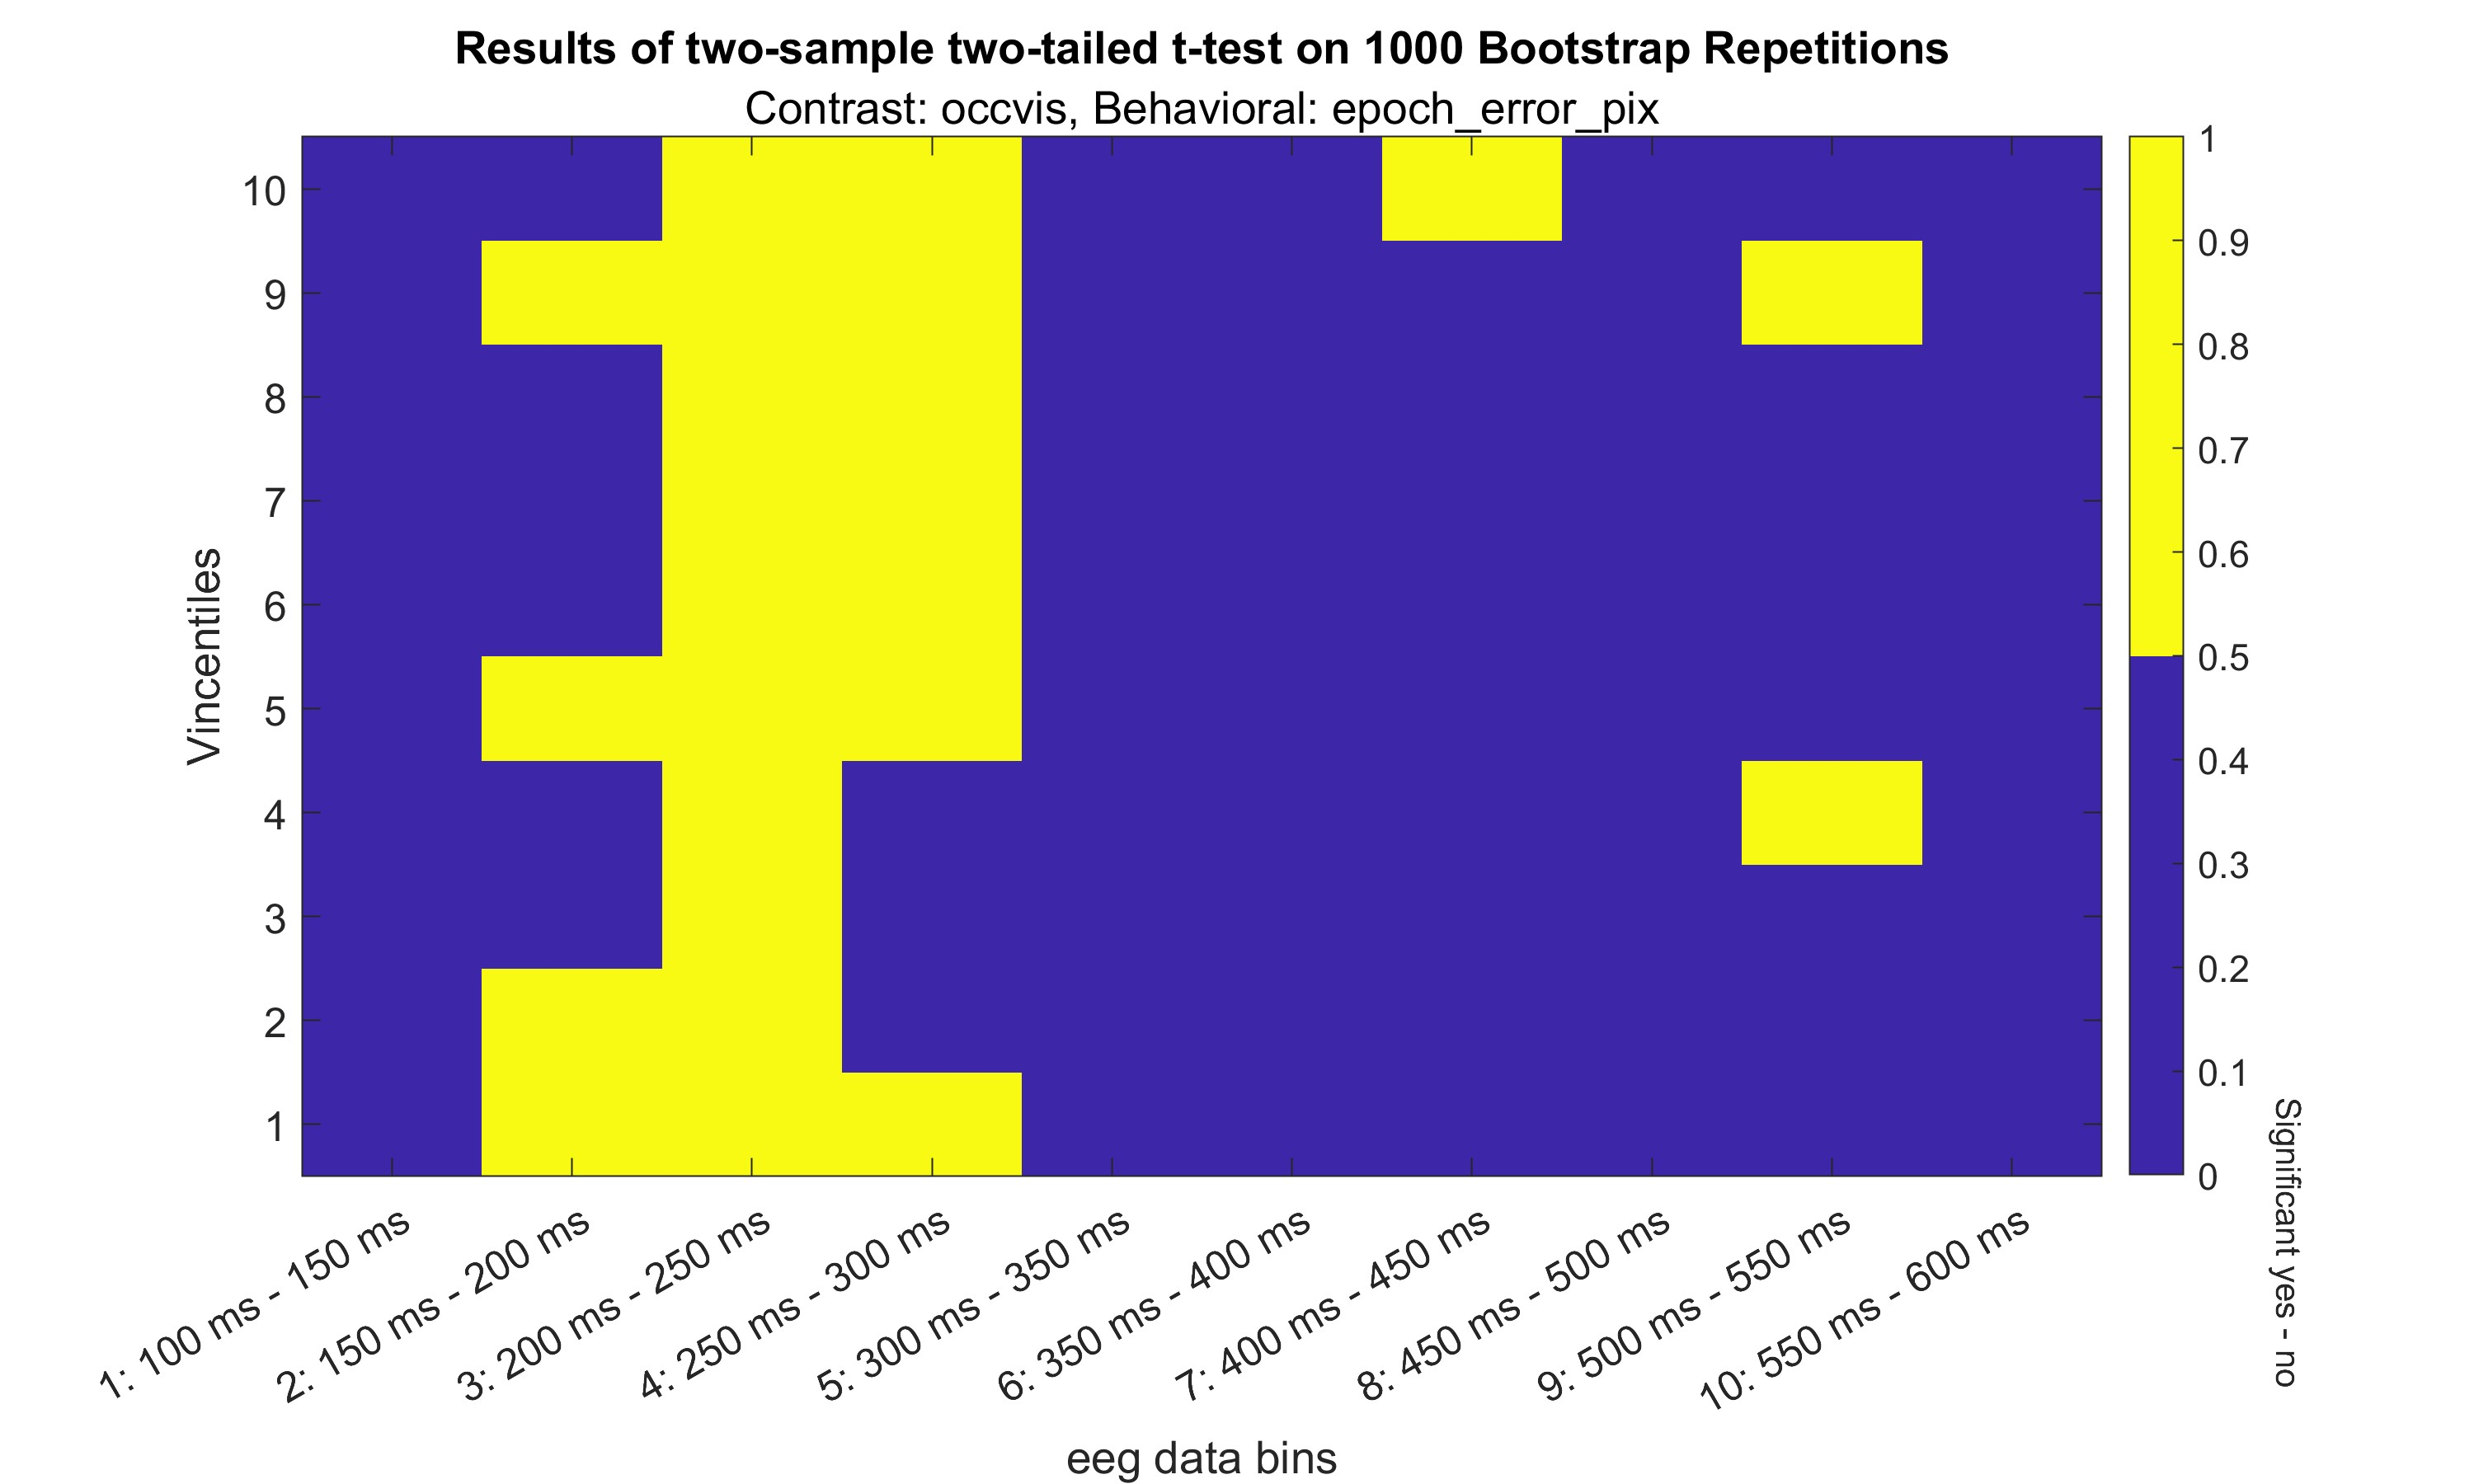 Results of two-sample two-tailed t-test on 1000 Bootstrap Repetitions
Contrast: occvis, Behavioral: epoch_error_pix
Vincentiles
10
9
8
7
6
5
4
3
2
1
1: 100 ms - 150 ms
2: 150 ms - 200 ms
3: 200 ms - 250 ms
4: 250 ms - 300 ms
5: 300 ms - 350 ms
6: 350 ms - 400 ms
7: 400 ms - 450 ms
8: 450 ms - 500 ms
9: 500 ms - 550 ms
10: 550 ms - 600 ms
eeg data bins
1
0.9
0.8
0.7
0.6
0.5
0.4
0.3
0.2
0.1
0
Significant yes - no